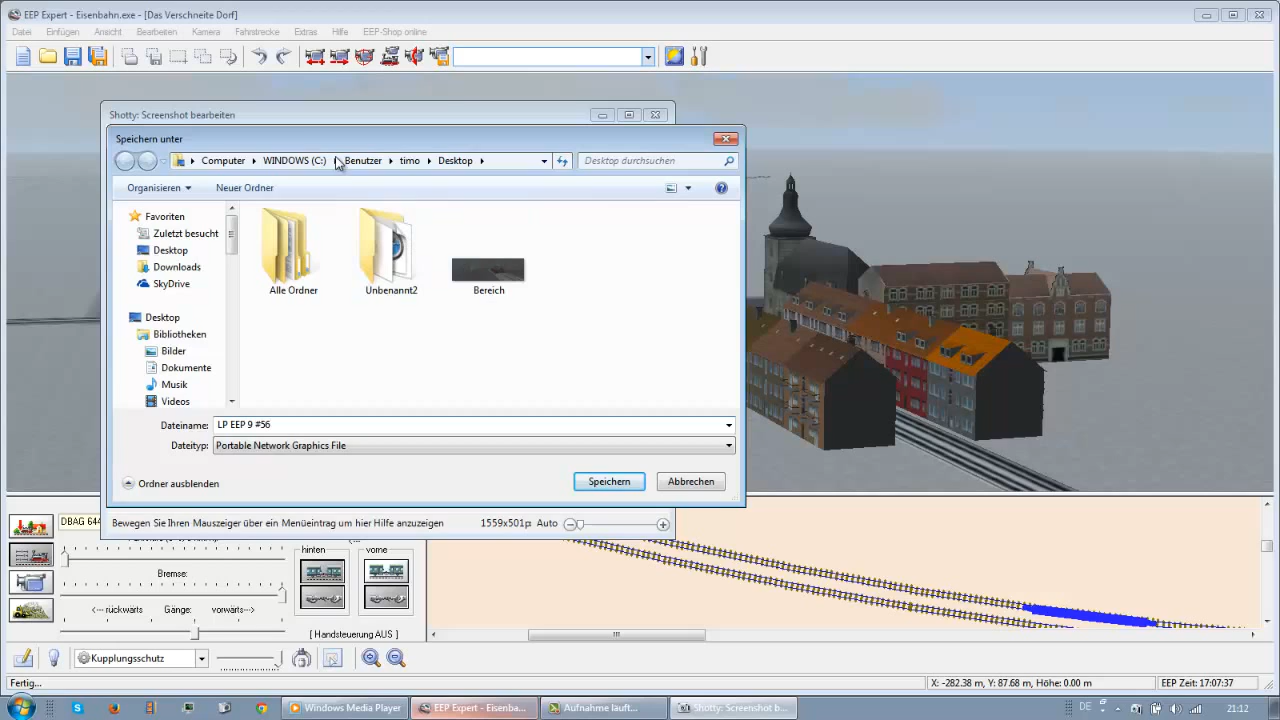 EEP Expert - Eisenbahn.exe - [Das Verschneite Dorf]
Datei Einfügen Ansicht Bearbeiten Kamera Fahrstrecke Extras Hilfe EEP-Shop online
Shotty: Screenshot bearbeiten
Speichern unter
Computer WINDOWS (C:) Benutzer timo Desktop
Desktop durchsuchen
Organisieren Neuer Ordner
Favoriten
Zuletzt besucht
Desktop
Downloads
SkyDrive
Desktop
Bibliotheken
Bilder
Dokumente
Musik
Videos
Alle Ordner
Unbenannt2
Bereich
Dateiname: LP EEP 9 #56
Dateityp: Portable Network Graphics File
Ordner ausblenden
Speichern Abbrechen
Bewegen Sie Ihren Mauszeiger über ein Menüeintrag um hier Hilfe anzuzeigen 1559x501px Auto
DBAG 644
hinten vorne
Bremse:
<--- rückwärts Gänge: vorwärts--->
[ Handsteuerung AUS ]
Kupplungsschutz
Fertig...
X: -282.38 m, Y: 87.68 m, Höhe: 0.00 m
EEP Zeit: 17:07:37
Windows Media Player
EEP Expert - Eisenba...
Aufnahme läuft...
Shotty: Screenshot b...
DE
21:12